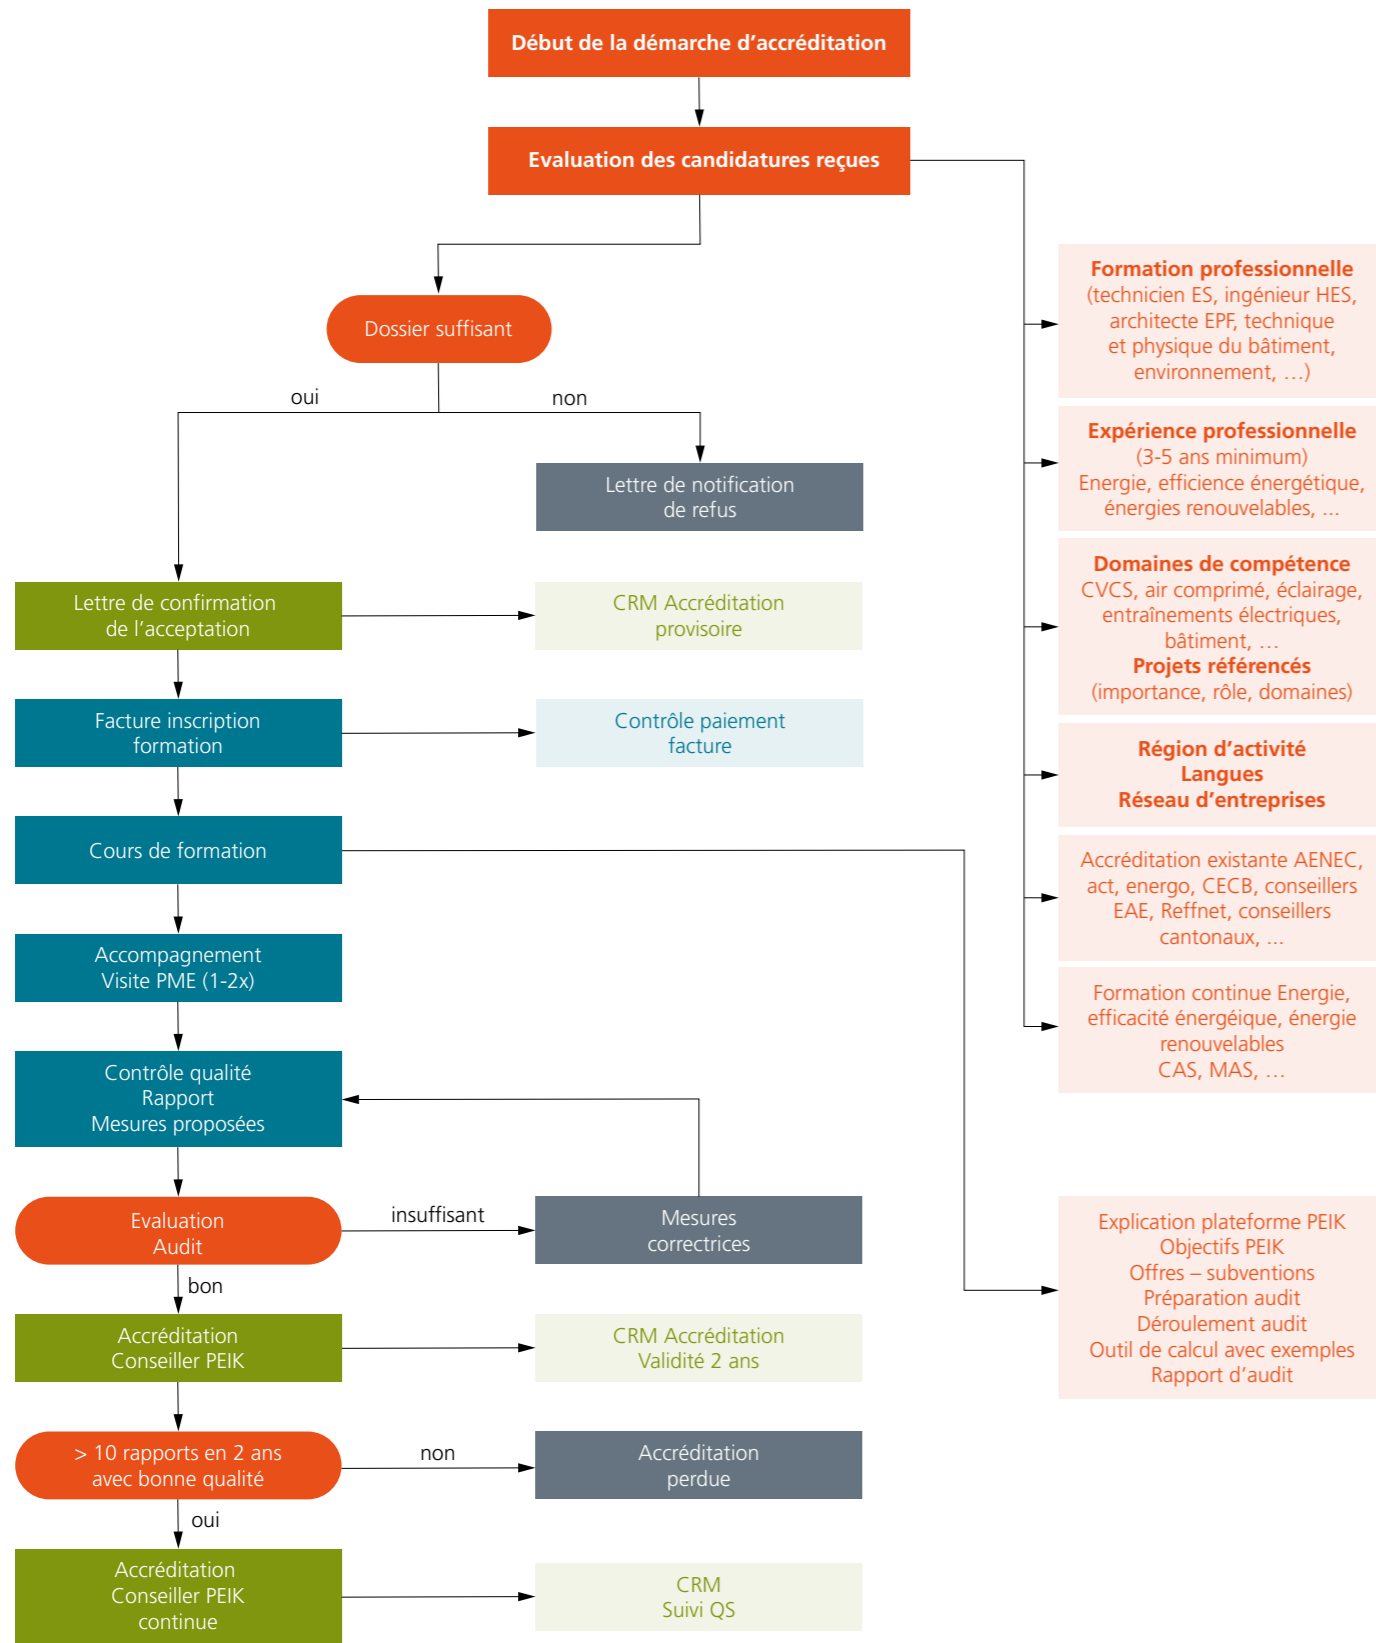 Début de la démarche d’accréditation
Evaluation des candidatures reçues
Dossier suffisant
oui
non
Lettre de notification
de refus
Lettre de confirmation
de l’acceptation
CRM Accréditation
provisoire
Facture inscription
formation
Contrôle paiement
facture
Cours de formation
Accompagnement
Visite PME (1-2x)
Contrôle qualité
Rapport
Mesures proposées
Evaluation
Audit
insuffisant
Mesures
correctrices
bon
Accréditation
Conseiller PEIK
CRM Accréditation
Validité 2 ans
> 10 rapports en 2 ans
avec bonne qualité
non
Accréditation
perdue
oui
Accréditation
Conseiller PEIK
continue
CRM
Suivi QS
Formation professionnelle
(technicien ES, ingénieur HES,
architecte EPF, technique
et physique du bâtiment,
environnement, …)
Expérience professionnelle
(3-5 ans minimum)
Energie, efficience énergétique,
énergies renouvelables, ...
Domaines de compétence
CVCS, air comprimé, éclairage,
entraînements électriques,
bâtiment, …
Projets référencés
(importance, rôle, domaines)
Région d’activité
Langues
Réseau d’entreprises
Accréditation existante AENEC,
act, energo, CECB, conseillers
EAE, Reffnet, conseillers
cantonaux, ...
Formation continue Energie,
efficacité énergéique, énergie
renouvelables
CAS, MAS, …
Explication plateforme PEIK
Objectifs PEIK
Offres – subventions
Préparation audit
Déroulement audit
Outil de calcul avec exemples
Rapport d’audit